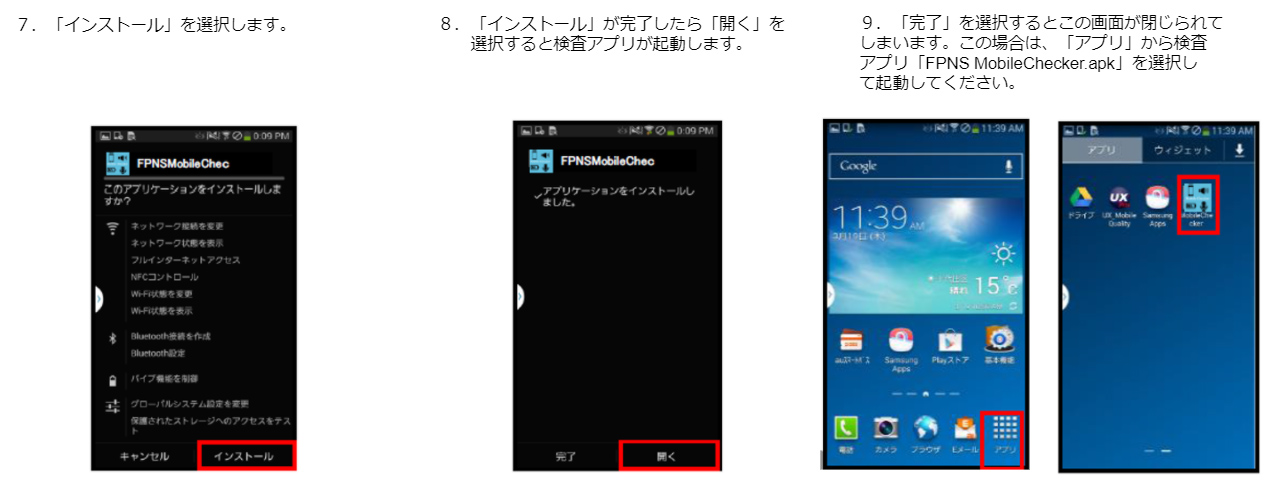 ７．「インストール」を選択します。
８．「インストール」が完了したら「開く」を
選択すると検査アプリが起動します。
９．「完了」を選択するとこの画面が閉じられて
しまいます。この場合は、「アプリ」から検査
アプリ「FPNS MobileChecker.apk」を選択し
て起動してください。
0:09 PM
FPNSMobileChec
このアプリケーションをインストールしま
すか?
ネットワーク接続を変更
ネットワーク状態を表示
フルインターネットアクセス
NFCコントロール
Wi-Fi状態を変更
Wi-Fi状態を表示
Bluetooth接続を作成
Bluetooth設定
バイブ機能を制御
グローバルシステム設定を変更
保護されたストレージへのアクセスをテス
ト
キャンセル
インストール
0:09 PM
FPNSMobileChec
アプリケーションをインストールし
ました。
完了
開く
11:39 AM
Google
11:39 AM
3月19日 (水)
晴れ 15°c
Samsung
Apps
Playストア
基本機能
電話
カメラ
ブラウザ
Eメール
アプリ
11:39 AM
アプリ
ウィジェット
ドライブ
UX Mobile
Quality
Samsung
Apps
MobileChe
cker